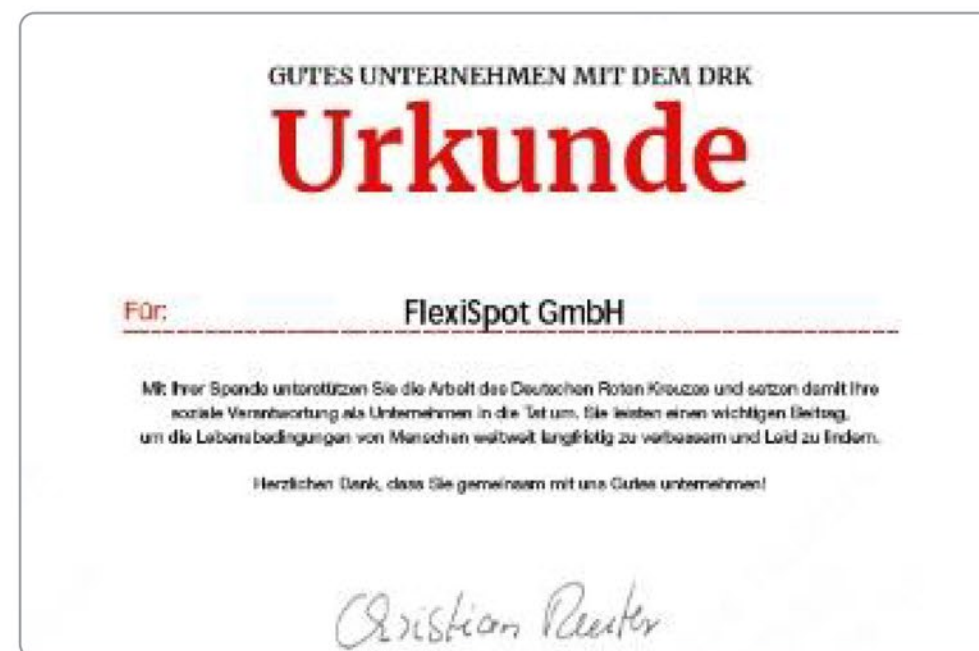 GUTES UNTERNEHMEN MIT DEM DRK
Urkunde
Für: FlexiSpot GmbH
Mit Ihrer Spende unterstützen Sie die Arbeit des Deutschen Roten Kreuzes und setzen damit Ihre
soziale Verantwortung als Unternehmen in die Tat um. Sie leisten einen wichtigen Beitrag,
um die Lebensbedingungen von Menschen weltweit langfristig zu verbessern und Leid zu lindern.
Herzlichen Dank, dass Sie gemeinsam mit uns Gutes unternehmen!
Christian Reuter